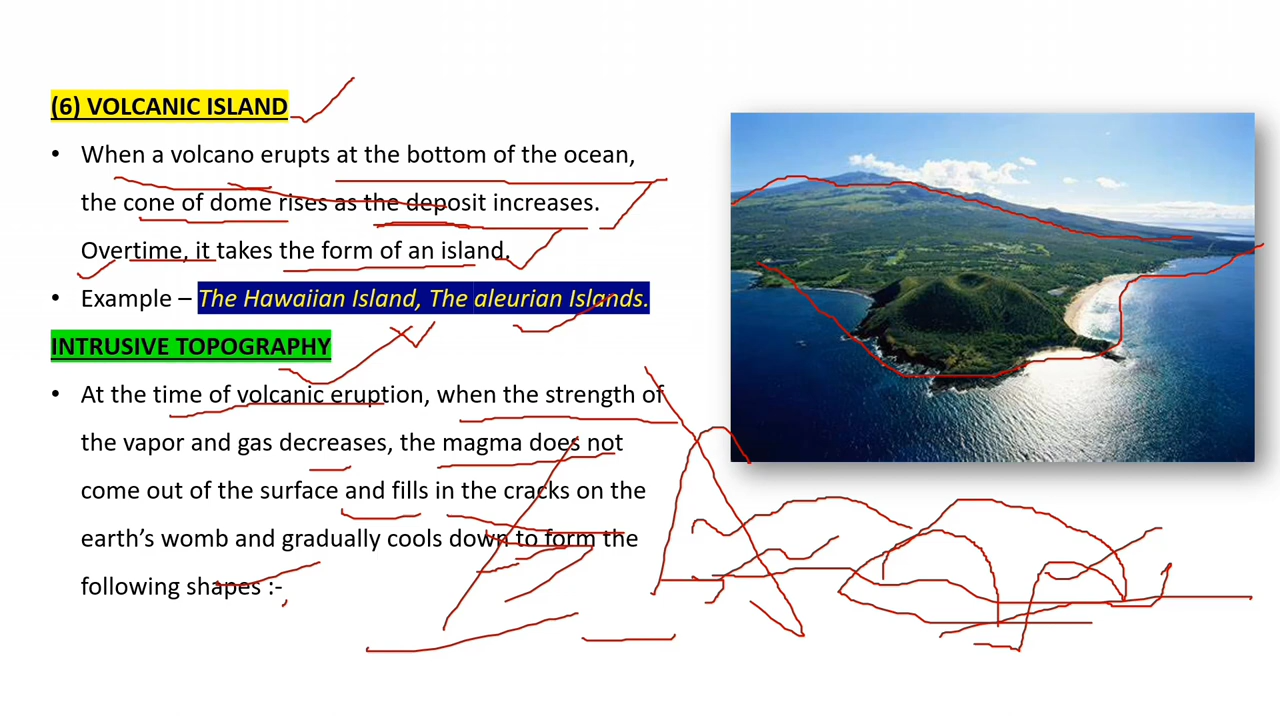 (6) VOLCANIC ISLAND
• When a volcano erupts at the bottom of the ocean,
the cone of dome rises as the deposit increases.
Overtime, it takes the form of an island.
• Example – The Hawaiian Island, The aleurian Islands.
INTRUSIVE TOPOGRAPHY
• At the time of volcanic eruption, when the strength of
the vapor and gas decreases, the magma does not
come out of the surface and fills in the cracks on the
earth’s womb and gradually cools down to form the
following shapes :-